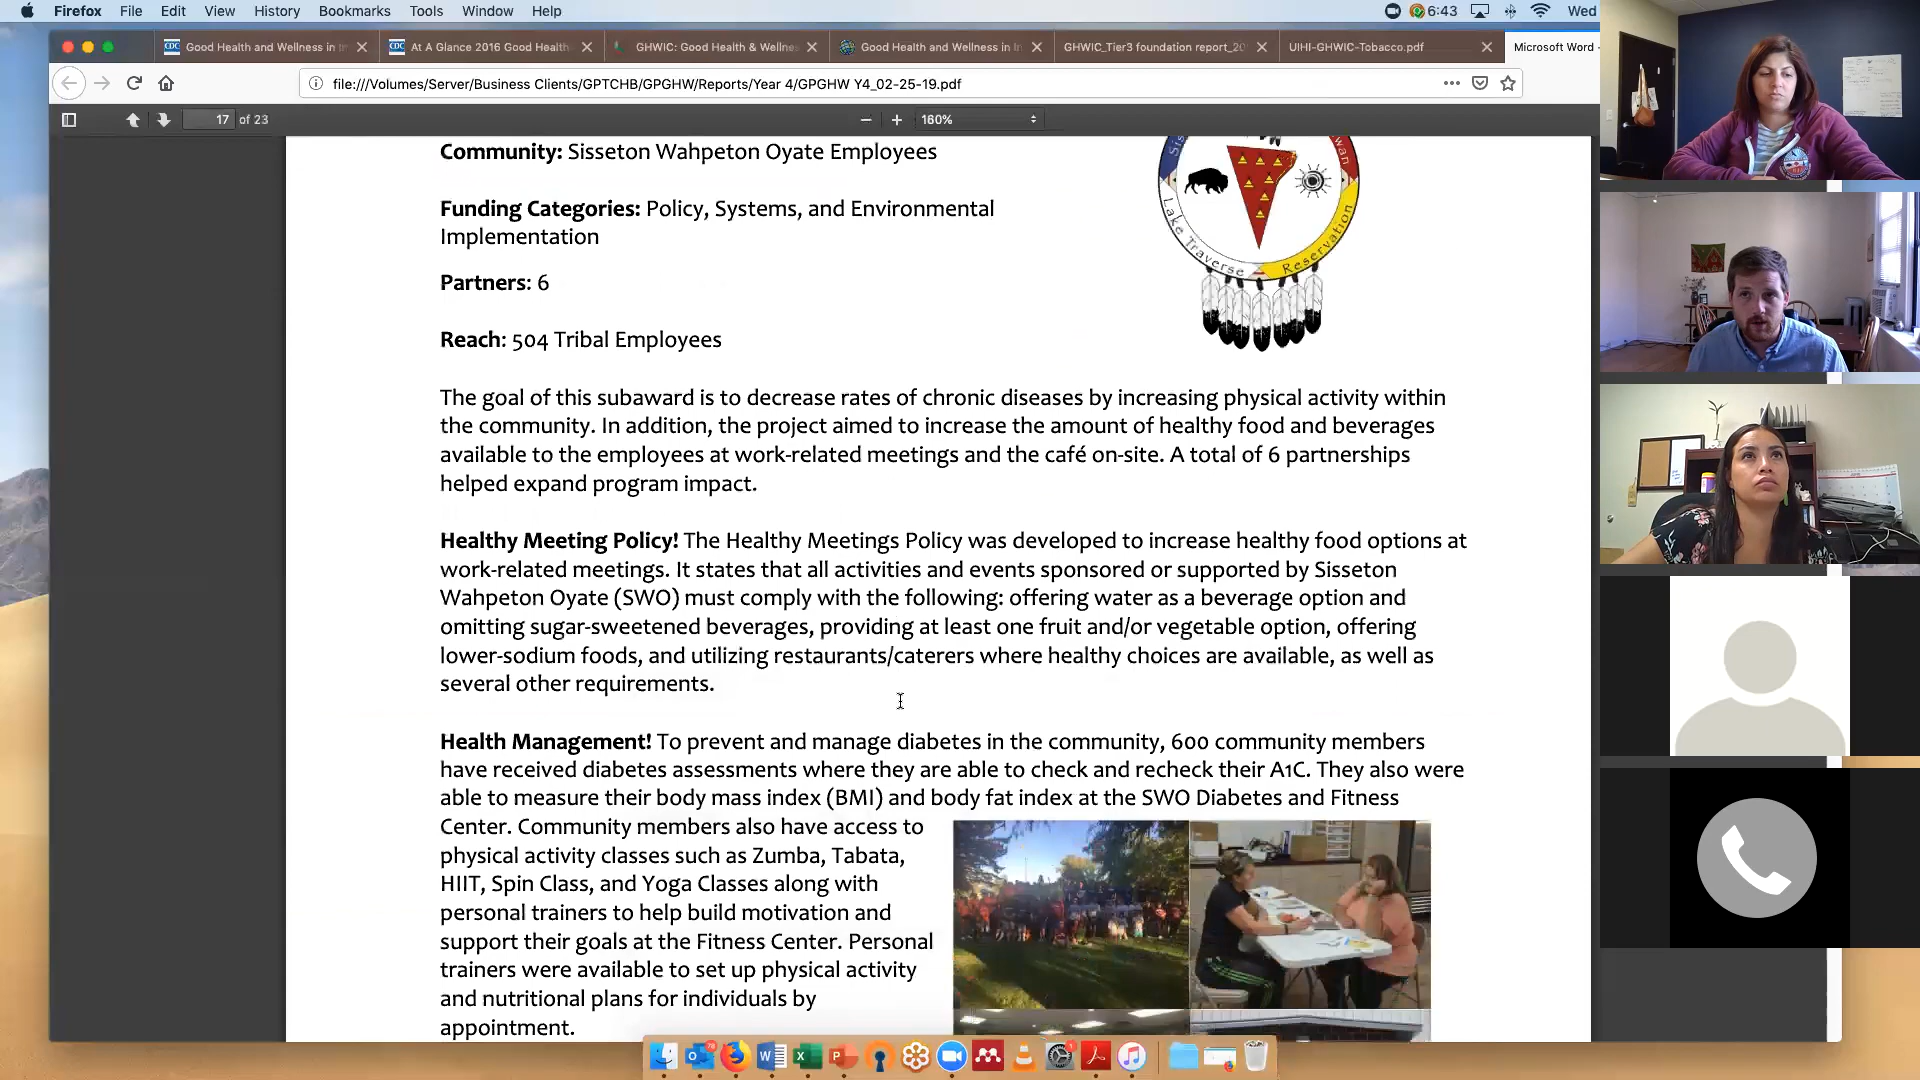 Firefox File Edit View History Bookmarks Tools Window Help 6:43 Wed
CDC Good Health and Wellness in In CDC At A Glance 2016 Good Health GHWIC: Good Health & Wellnes Good Health and Wellness in In GHWIC_Tier3 foundation report_20 UIHI-GHWIC-Tobacco.pdf Microsoft Word -
file:///Volumes/Server/Business Clients/GPTCHB/GPGHW/Reports/Year 4/GPGHW Y4_02-25-19.pdf
17 of 23 160%
Community: Sisseton Wahpeton Oyate Employees
Funding Categories: Policy, Systems, and Environmental
Implementation
Partners: 6
Reach: 504 Tribal Employees
Lake Traverse Reservation
The goal of this subaward is to decrease rates of chronic diseases by increasing physical activity within
the community. In addition, the project aimed to increase the amount of healthy food and beverages
available to the employees at work-related meetings and the café on-site. A total of 6 partnerships
helped expand program impact.
Healthy Meeting Policy! The Healthy Meetings Policy was developed to increase healthy food options at
work-related meetings. It states that all activities and events sponsored or supported by Sisseton
Wahpeton Oyate (SWO) must comply with the following: offering water as a beverage option and
omitting sugar-sweetened beverages, providing at least one fruit and/or vegetable option, offering
lower-sodium foods, and utilizing restaurants/caterers where healthy choices are available, as well as
several other requirements.
Health Management! To prevent and manage diabetes in the community, 600 community members
have received diabetes assessments where they are able to check and recheck their A1C. They also were
able to measure their body mass index (BMI) and body fat index at the SWO Diabetes and Fitness
Center. Community members also have access to
physical activity classes such as Zumba, Tabata,
HIIT, Spin Class, and Yoga Classes along with
personal trainers to help build motivation and
support their goals at the Fitness Center. Personal
trainers were available to set up physical activity
and nutritional plans for individuals by
appointment.